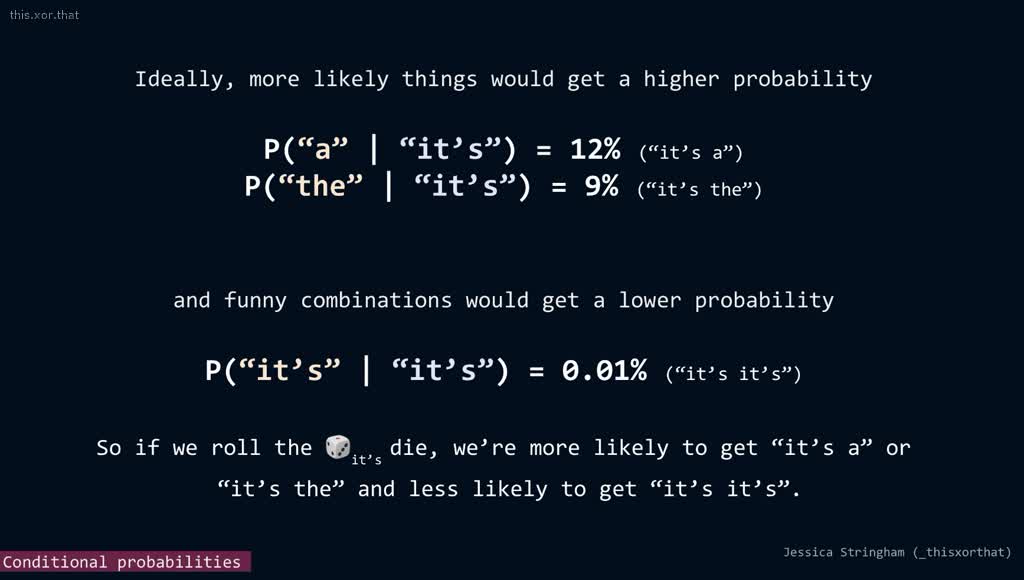 this.xor.that
Ideally, more likely things would get a higher probability
P(“a” | “it’s”) = 12% (“it’s a”)
P(“the” | “it’s”) = 9% (“it’s the”)
and funny combinations would get a lower probability
P(“it’s” | “it’s”) = 0.01% (“it’s it’s”)
So if we roll the 🎲it’s die, we’re more likely to get “it’s a” or
“it’s the” and less likely to get “it’s it’s”.
Conditional probabilities
Jessica Stringham (_thisxorthat)